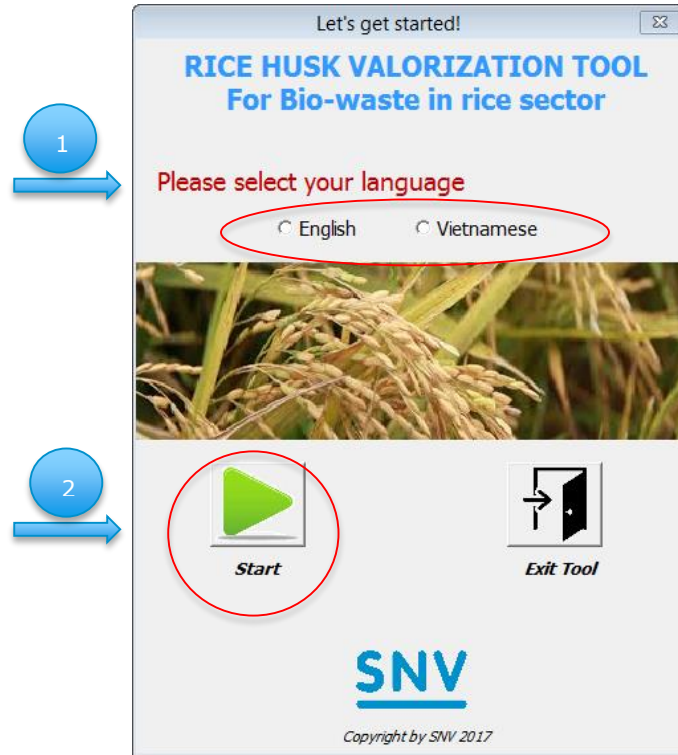 Let's get started!
RICE HUSK VALORIZATION TOOL
For Bio-waste in rice sector
1
Please select your language
English Vietnamese
2
Start Exit Tool
SNV
Copyright by SNV 2017